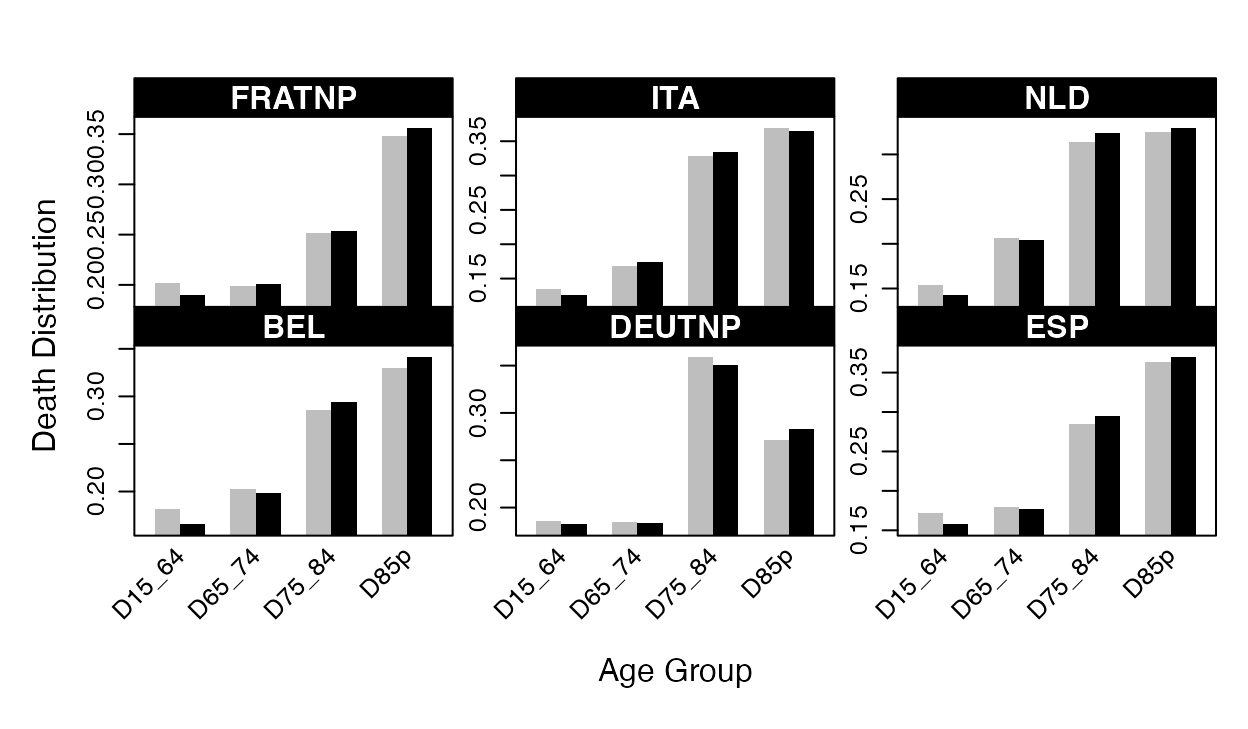 FRATNP ITA NLD
0.20 0.25 0.30 0.35
0.15 0.25 0.35
0.15 0.25
BEL DEUTNP ESP
0.20 0.30
0.20 0.30
0.15 0.25 0.35
Death Distribution
D15_64 D65_74 D75_84 D85p D15_64 D65_74 D75_84 D85p D15_64 D65_74 D75_84 D85p
Age Group